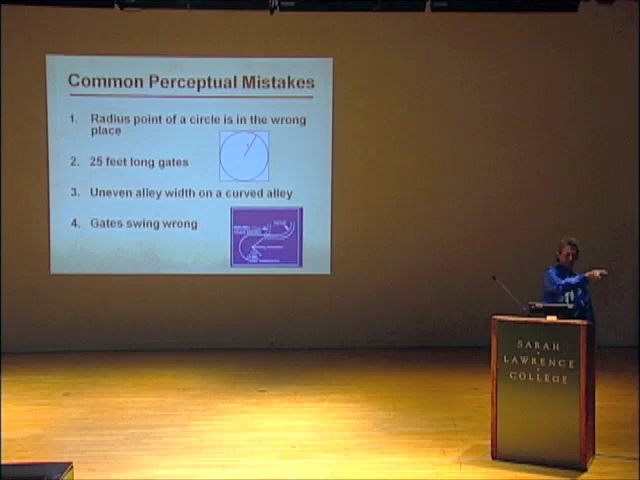 Common Perceptual Mistakes
1. Radius point of a circle is in the wrong
place
2. 25 feet long gates
3. Uneven alley width on a curved alley
4. Gates swing wrong
SARAH
LAWRENCE
COLLEGE